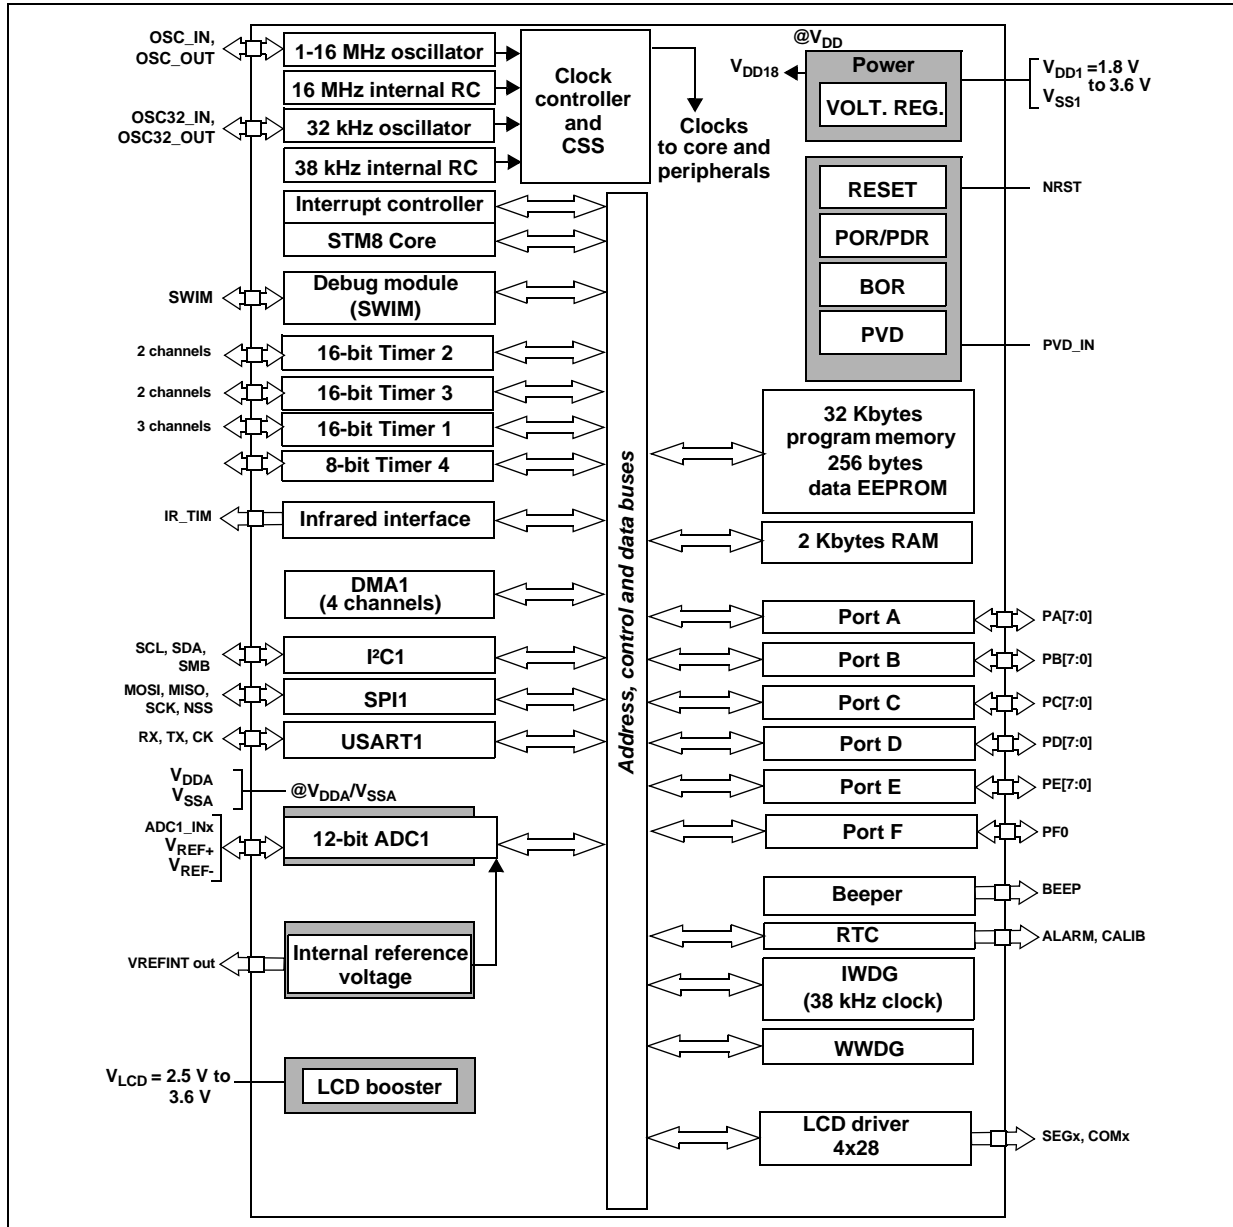 OSC_IN,
OSC_OUT
1-16 MHz oscillator
16 MHz internal RC
OSC32_IN,
OSC32_OUT
32 kHz oscillator
38 kHz internal RC
Clock
controller
and
CSS
Clocks
to core and
peripherals
@VDD
VDD18
Power
VOLT. REG.
VDD1 =1.8 V
to 3.6 V
VSS1
RESET
NRST
POR/PDR
BOR
PVD
PVD_IN
Interrupt controller
STM8 Core
SWIM
Debug module
(SWIM)
2 channels
16-bit Timer 2
2 channels
16-bit Timer 3
3 channels
16-bit Timer 1
8-bit Timer 4
IR_TIM
Infrared interface
DMA1
(4 channels)
SCL, SDA,
SMB
I²C1
MOSI, MISO,
SCK, NSS
SPI1
RX, TX, CK
USART1
VDDA
VSSA
@VDDA/VSSA
ADC1_INx
VREF+
VREF-
12-bit ADC1
Internal reference
voltage
VREFINT out
VLCD = 2.5 V to
3.6 V
LCD booster
Address, control and data buses
32 Kbytes
program memory
256 bytes
data EEPROM
2 Kbytes RAM
Port A
PA[7:0]
Port B
PB[7:0]
Port C
PC[7:0]
Port D
PD[7:0]
Port E
PE[7:0]
Port F
PF0
Beeper
BEEP
RTC
ALARM, CALIB
IWDG
(38 kHz clock)
WWDG
LCD driver
4x28
SEGx, COMx